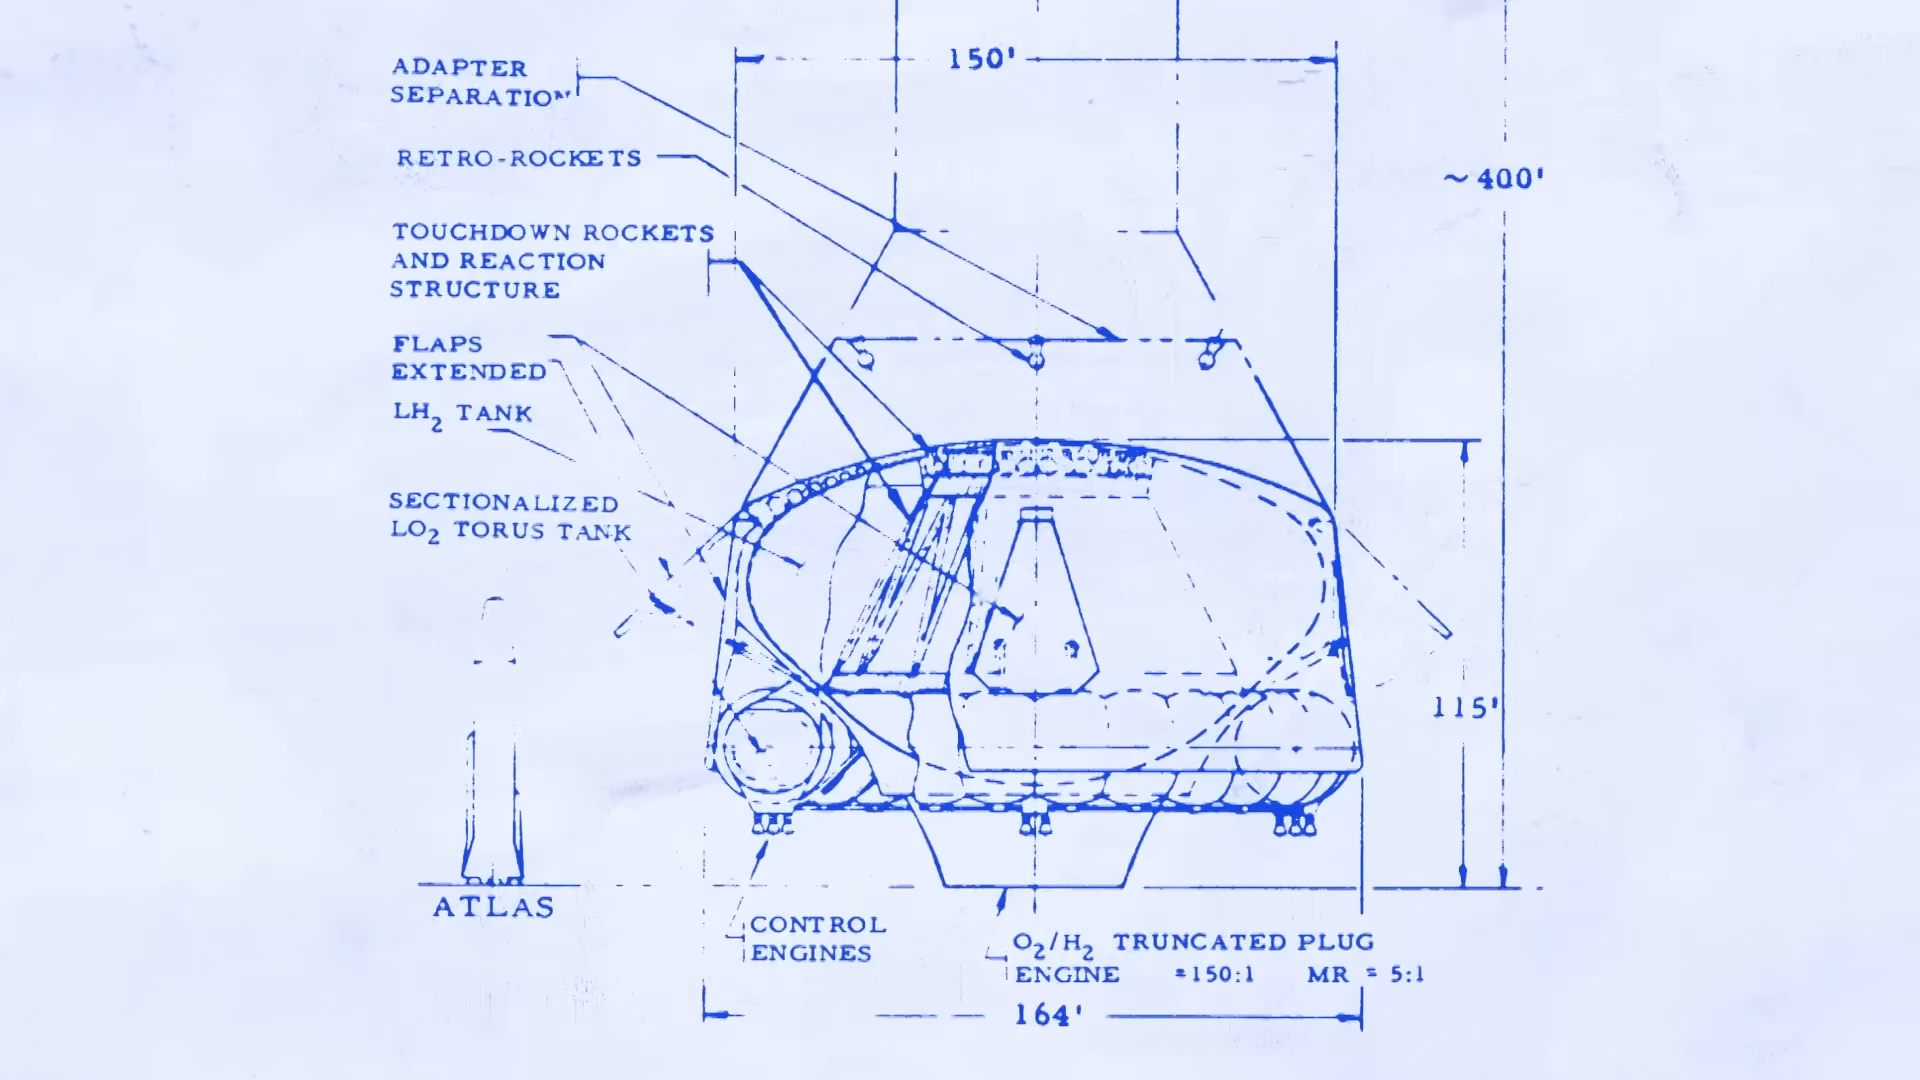 150'
ADAPTER
SEPARATION
RETRO-ROCKETS
~400'
TOUCHDOWN ROCKETS
AND REACTION
STRUCTURE
FLAPS
EXTENDED
LH₂ TANK
SECTIONALIZED
LO₂ TORUS TANK
115'
ATLAS
CONTROL
ENGINES
O₂/H₂ TRUNCATED PLUG
ENGINE =150:1 MR = 5:1
164'